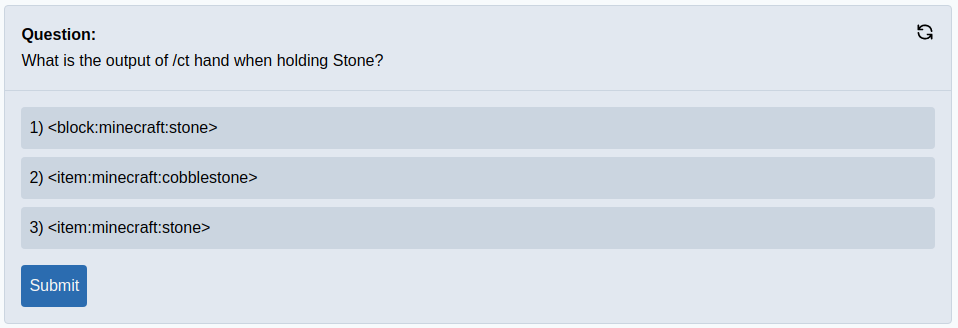 Question:
What is the output of /ct hand when holding Stone?
1) <block:minecraft:stone>
2) <item:minecraft:cobblestone>
3) <item:minecraft:stone>
Submit